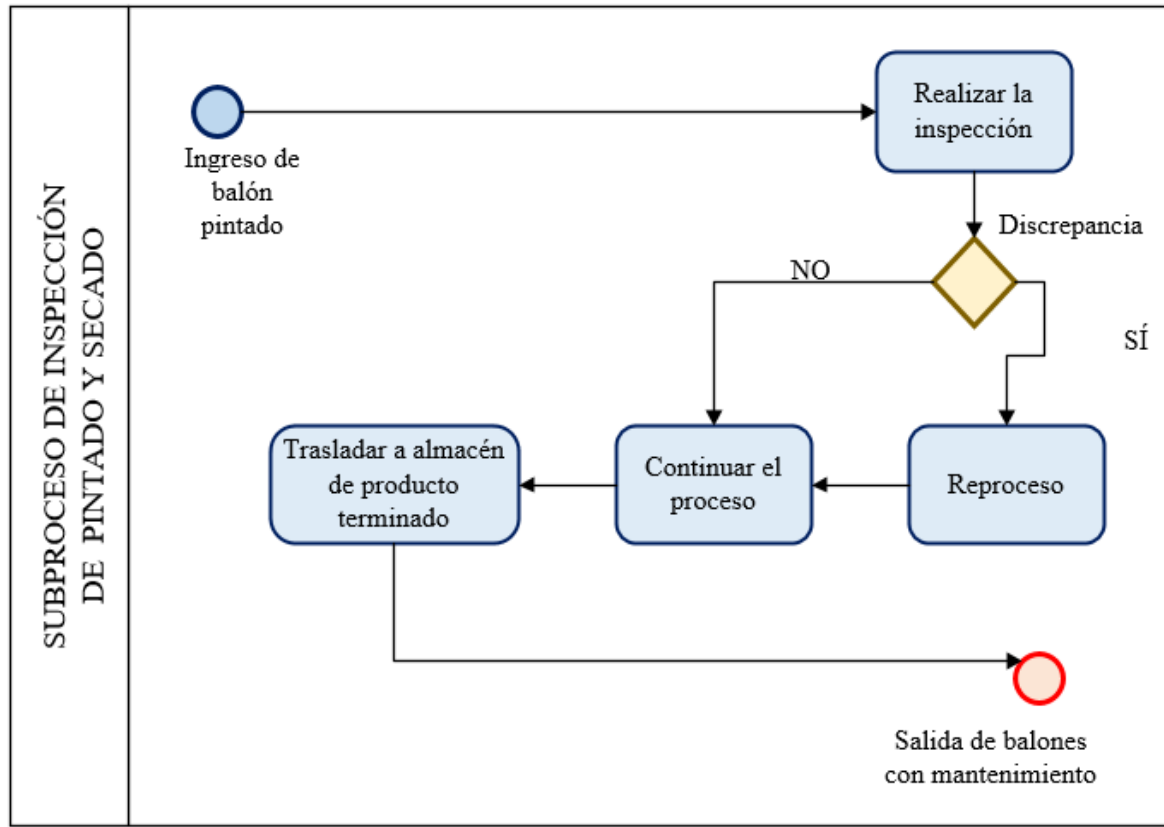 SUBPROCESO DE INSPECCIÓN
DE PINTADO Y SECADO
Ingreso de
balón
pintado
Realizar la
inspección
Discrepancia
NO
SÍ
Trasladar a almacén
de producto
terminado
Continuar el
proceso
Reproceso
Salida de balones
con mantenimiento